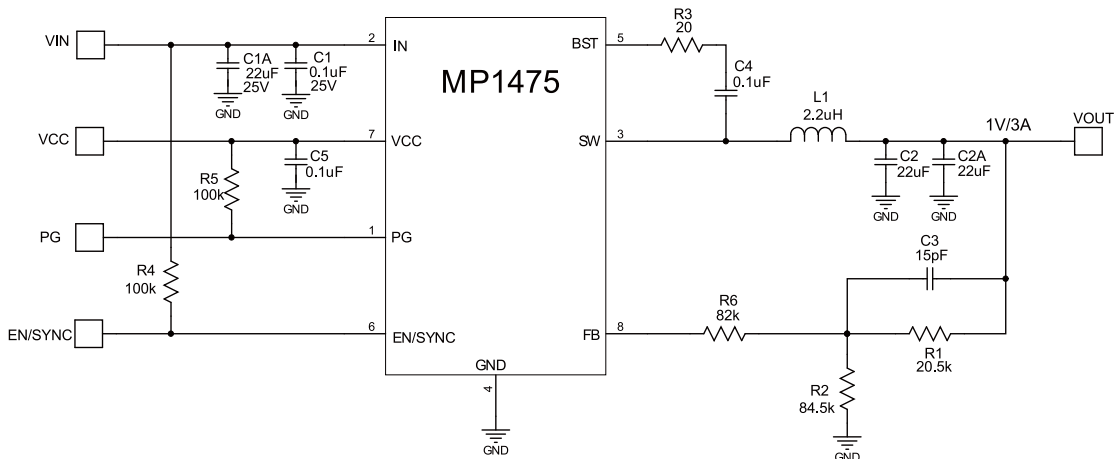 VIN
VCC
PG
EN/SYNC
C1A
22uF
25V
GND
C1
0.1uF
25V
GND
R5
100k
C5
0.1uF
GND
R4
100k
MP1475
2
IN
7
VCC
1
PG
6
EN/SYNC
GND
4
GND
BST
5
SW
3
FB
8
R3
20
C4
0.1uF
L1
2.2uH
1V/3A
VOUT
C2
22uF
GND
C2A
22uF
GND
C3
15pF
R6
82k
R1
20.5k
R2
84.5k
GND